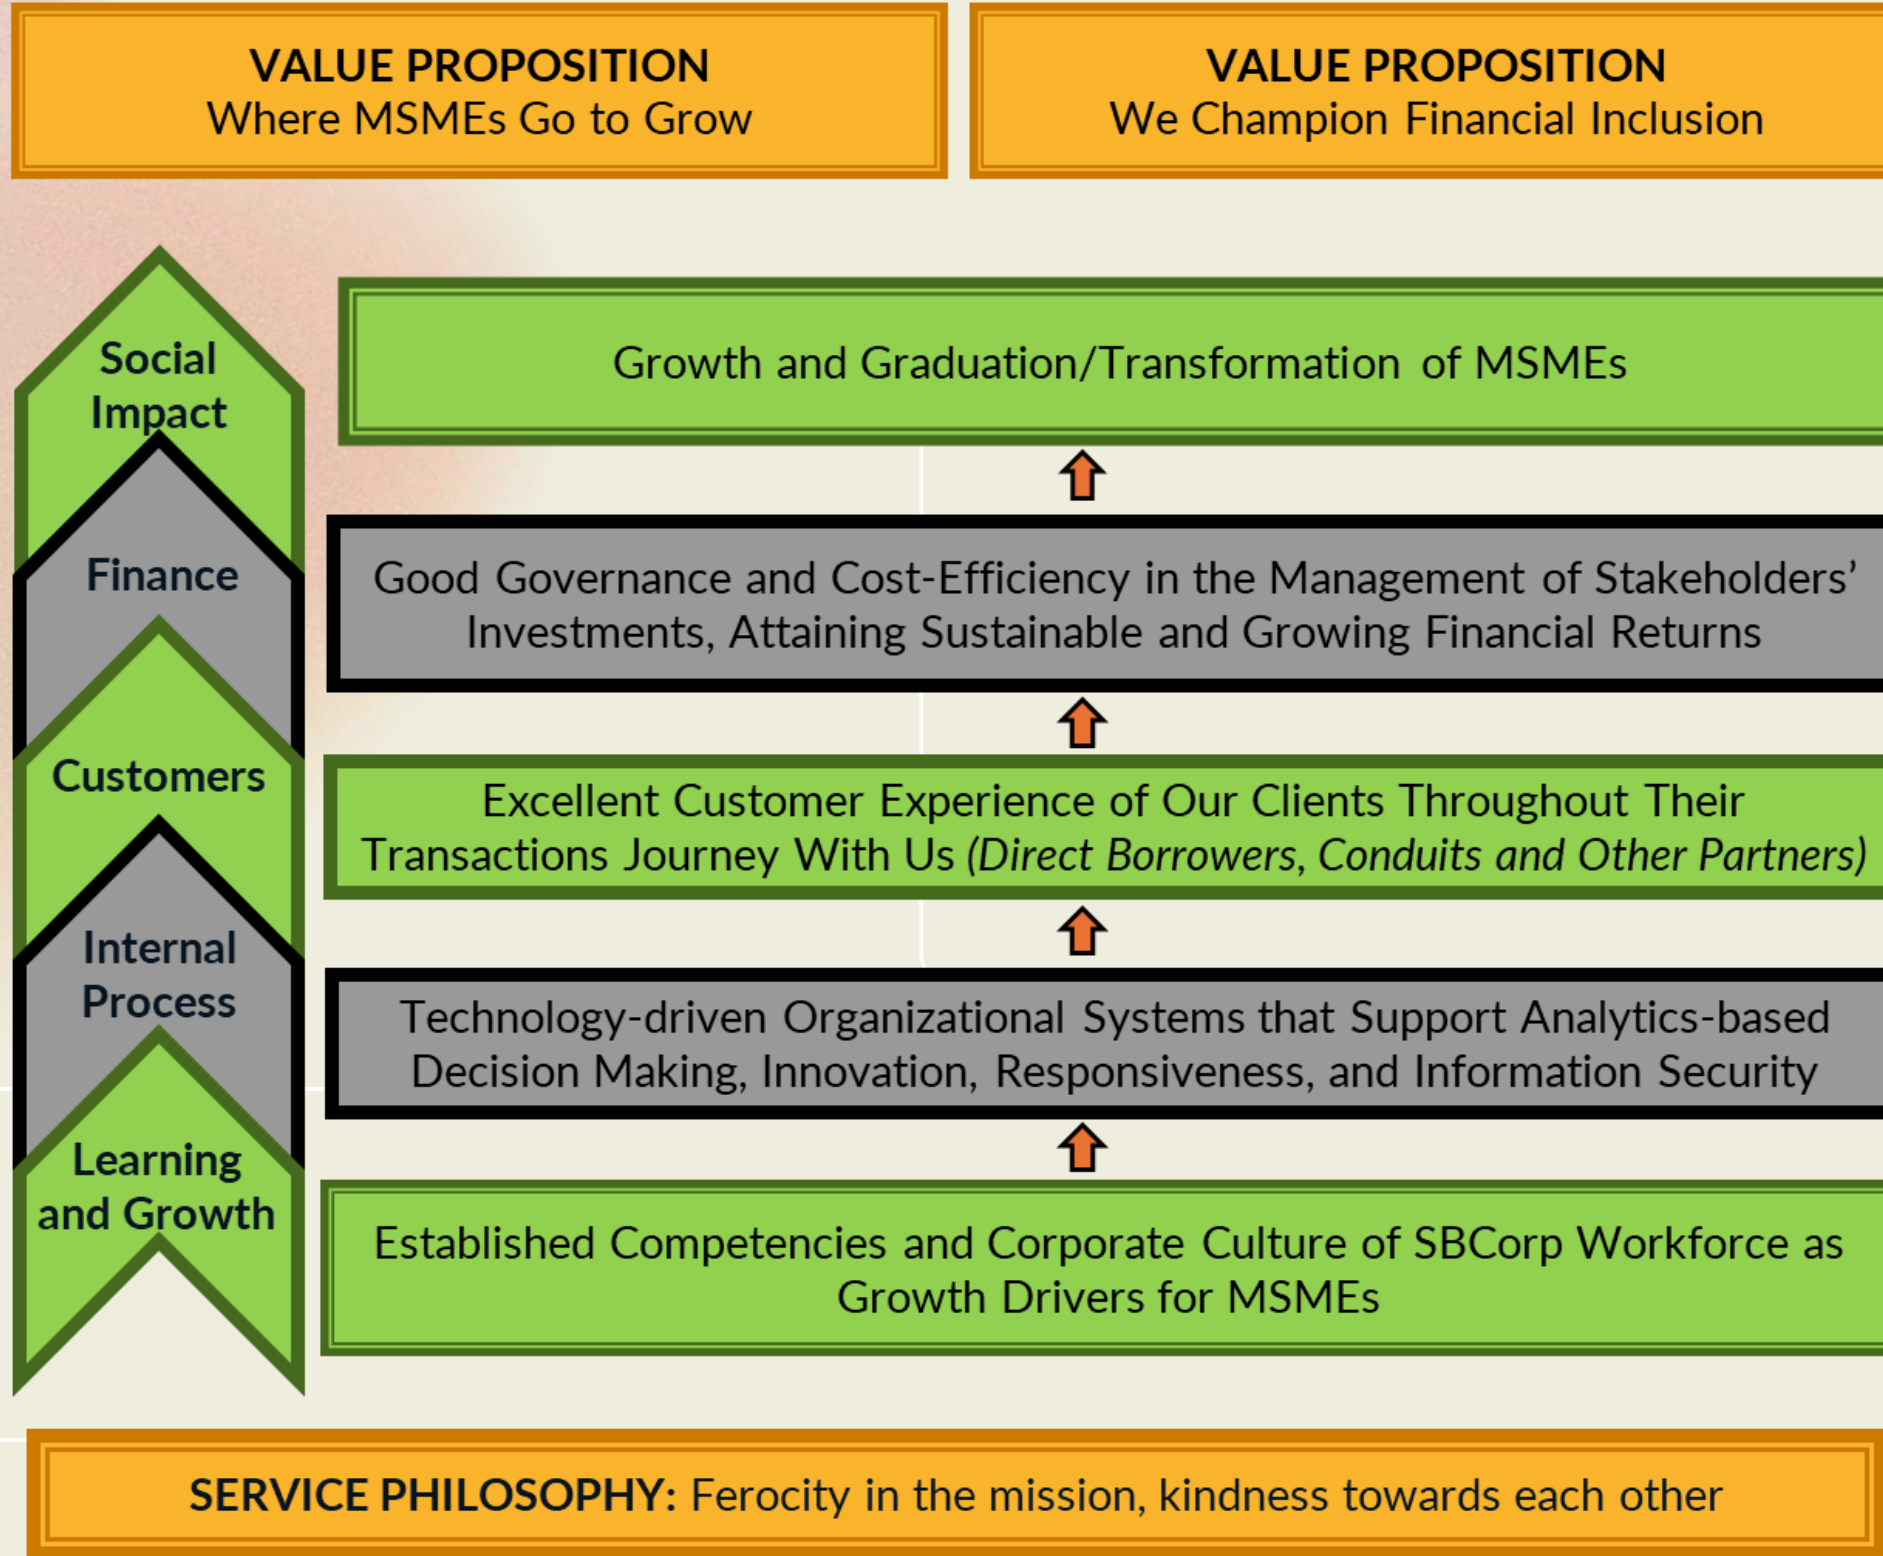 VALUE PROPOSITION
Where MSMEs Go to Grow
VALUE PROPOSITION
We Champion Financial Inclusion
Social
Impact
Growth and Graduation/Transformation of MSMEs
Finance
Good Governance and Cost-Efficiency in the Management of Stakeholders’
Investments, Attaining Sustainable and Growing Financial Returns
Customers
Excellent Customer Experience of Our Clients Throughout Their
Transactions Journey With Us (Direct Borrowers, Conduits and Other Partners)
Internal
Process
Technology-driven Organizational Systems that Support Analytics-based
Decision Making, Innovation, Responsiveness, and Information Security
Learning
and Growth
Established Competencies and Corporate Culture of SBCorp Workforce as
Growth Drivers for MSMEs
SERVICE PHILOSOPHY: Ferocity in the mission, kindness towards each other